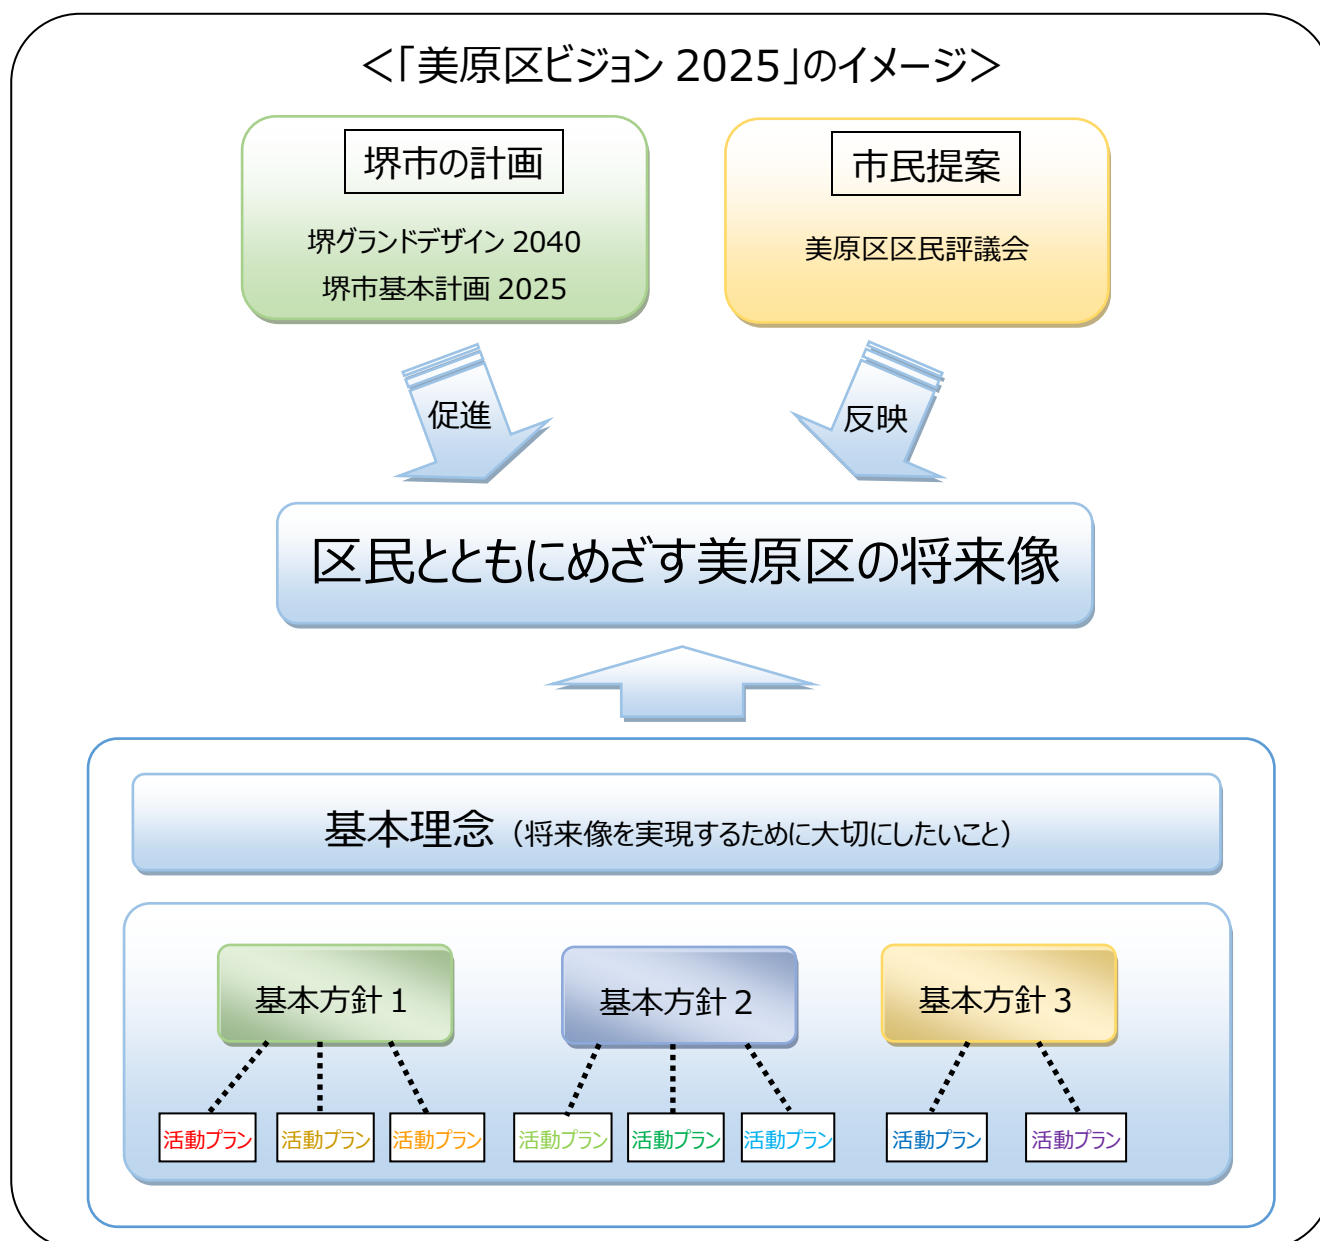 ＜「美原区ビジョン 2025」のイメージ＞
堺市の計画
堺グランドデザイン 2040
堺市基本計画 2025
市民提案
美原区区民評議会
促進
反映
区民とともにめざす美原区の将来像
基本理念（将来像を実現するために大切にしたいこと）
基本方針 1
基本方針 2
基本方針 3
活動プラン
活動プラン
活動プラン
活動プラン
活動プラン
活動プラン
活動プラン
活動プラン